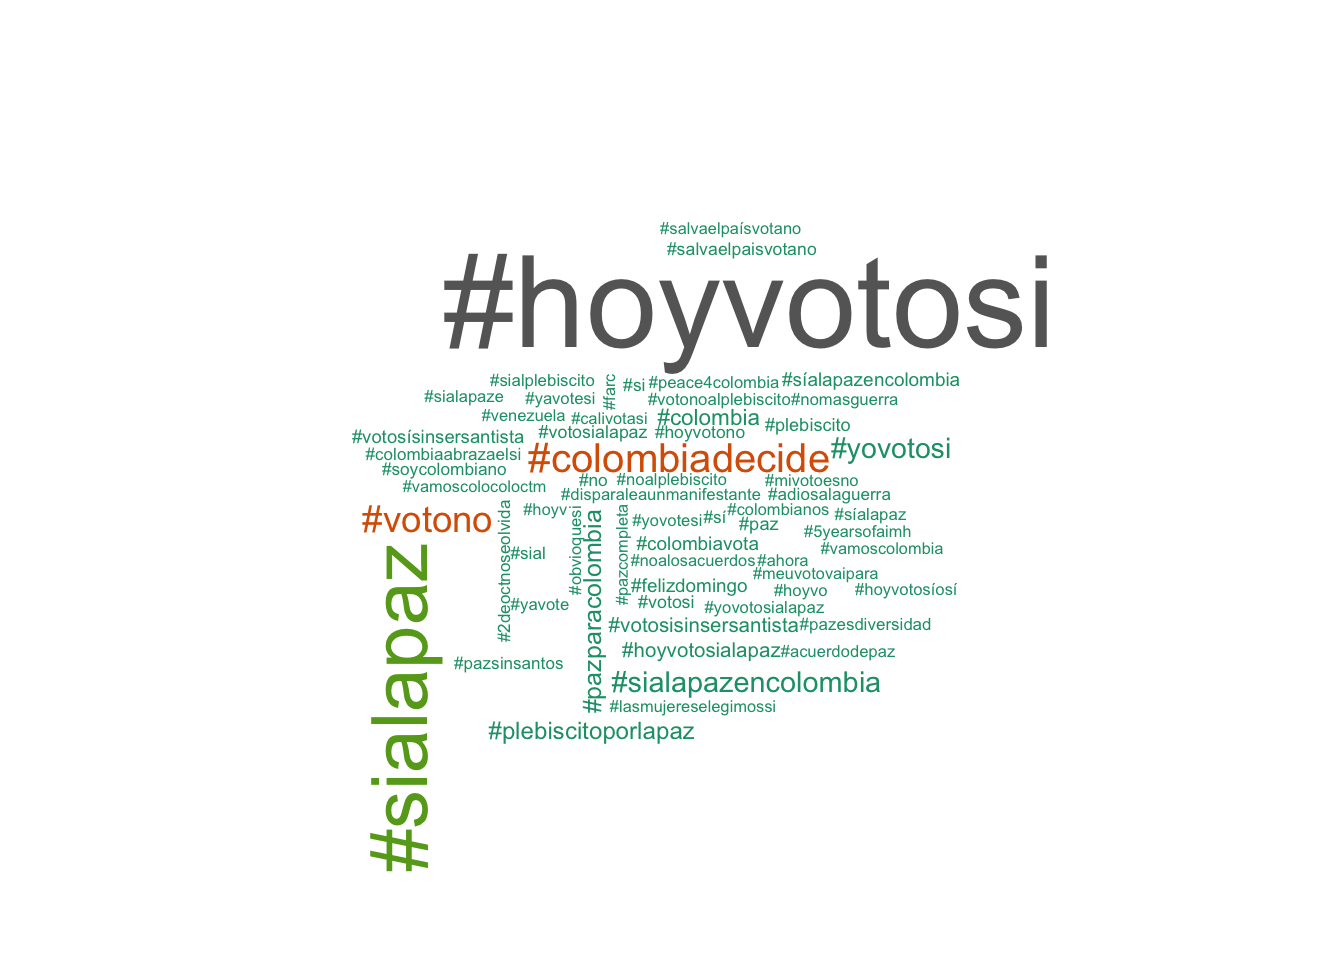 #salvaelpaísvotano
#salvaelpaisvotano
#hoyvotosi
#sialplebiscito
#farc
#si
#peace4colombia
#síalapazencolombia
#sialapaze
#yavotesi
#votonoalplebiscito
#nomasguerra
#venezuela
#calivotasi
#colombia
#plebiscito
#votosísinsersantista
#votosialapaz
#hoyvotono
#colombiaabrazaelsi
#colombiadecide
#yovotosi
#soycolombiano
#no
#noalplebiscito
#mivotoesno
#vamoscolocoloctm
#disparaleaunmanifestante
#adiosalaguerra
#votono
#2deoctnoseolvida
#hoyv
#obvioquesi
#pazparacolombia
#pazcompleta
#yovotesi
#sí
#colombianos
#paz
#síalapaz
#5yearsofaimh
#sialapaz
#sial
#colombiavota
#vamoscolombia
#noalosacuerdos
#ahora
#meuvotovaipara
#felizdomingo
#hoyvo
#hoyvotosíosí
#yavote
#votosi
#yovotosialapaz
#votosisinsersantista
#pazesdiversidad
#hoyvotosialapaz
#acuerdodepaz
#pazsinsantos
#sialapazencolombia
#lasmujereselegimossi
#plebiscitoporlapaz